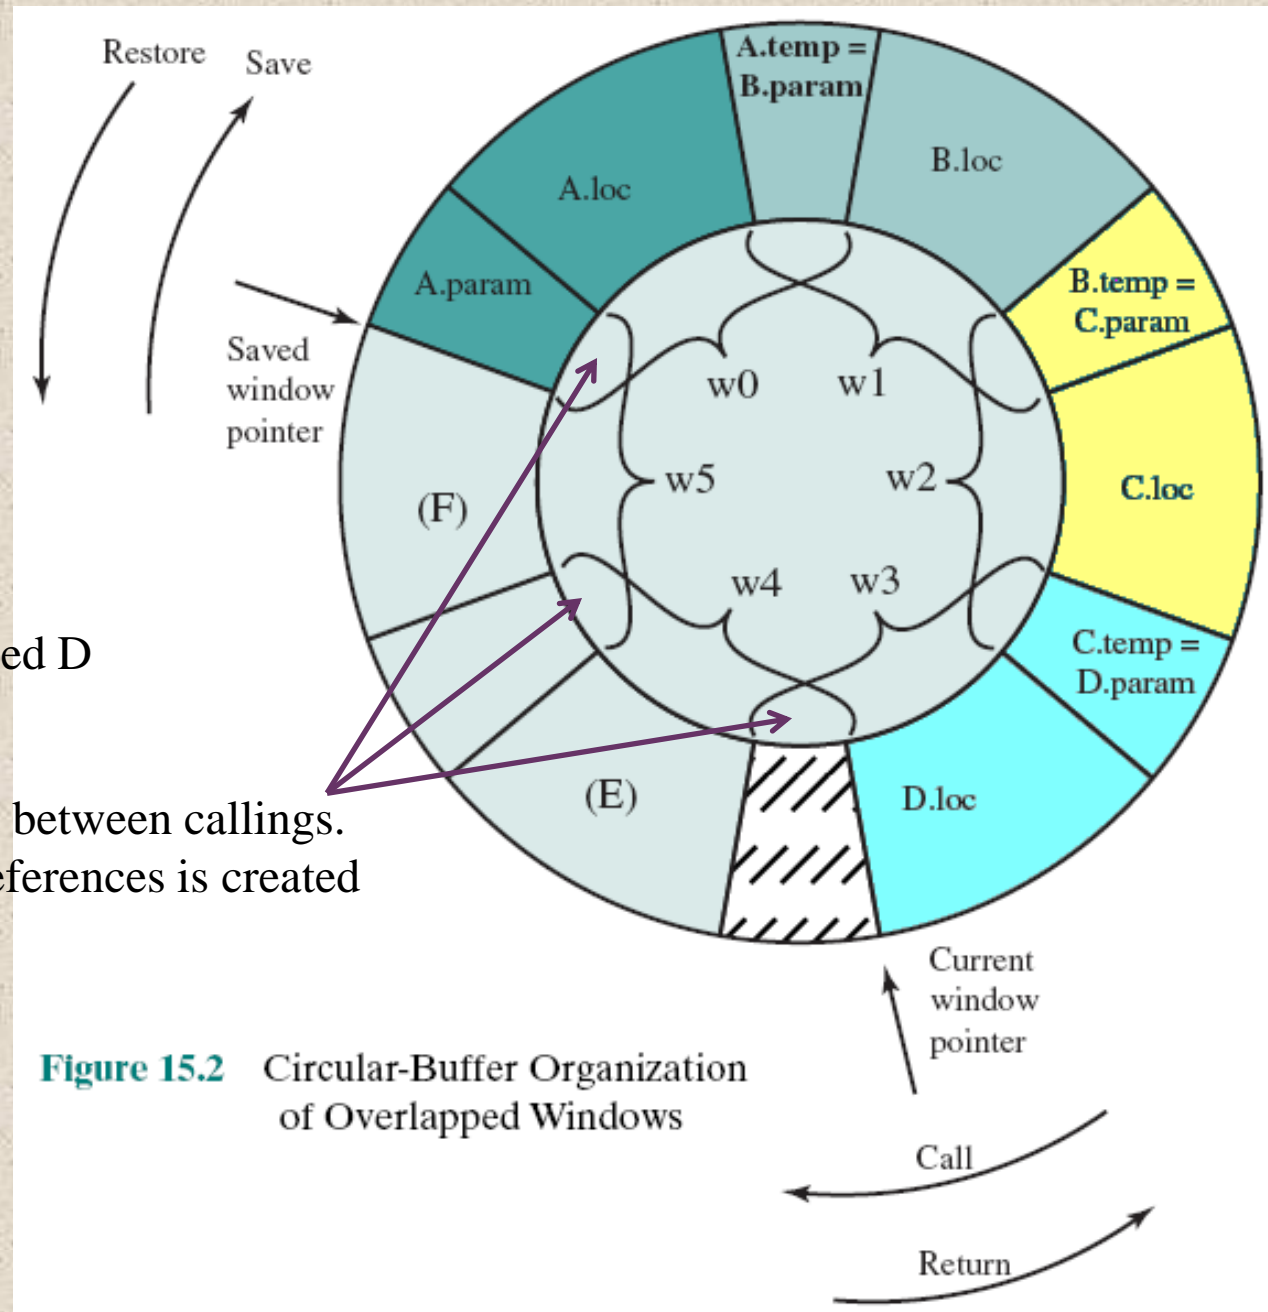 Restore
Save
A.temp =
B.param
B.loc
A.loc
A.param
B.temp =
C.param
Saved
window
pointer
w0
w1
w5
w2
C.loc
(F)
w4
w3
ed D
C.temp =
D.param
(E)
D.loc
between callings.
eferences is created
Current
window
pointer
Figure 15.2 Circular-Buffer Organization
of Overlapped Windows
Call
Return